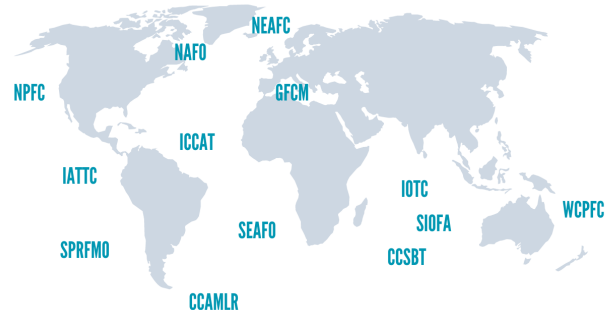 NEAFC
NAFO
NPFC
GFCM
ICCAT
IATTC
IOTC
WCPFC
SIOFA
SEAFO
SPRFMO
CCSBT
CCAMLR